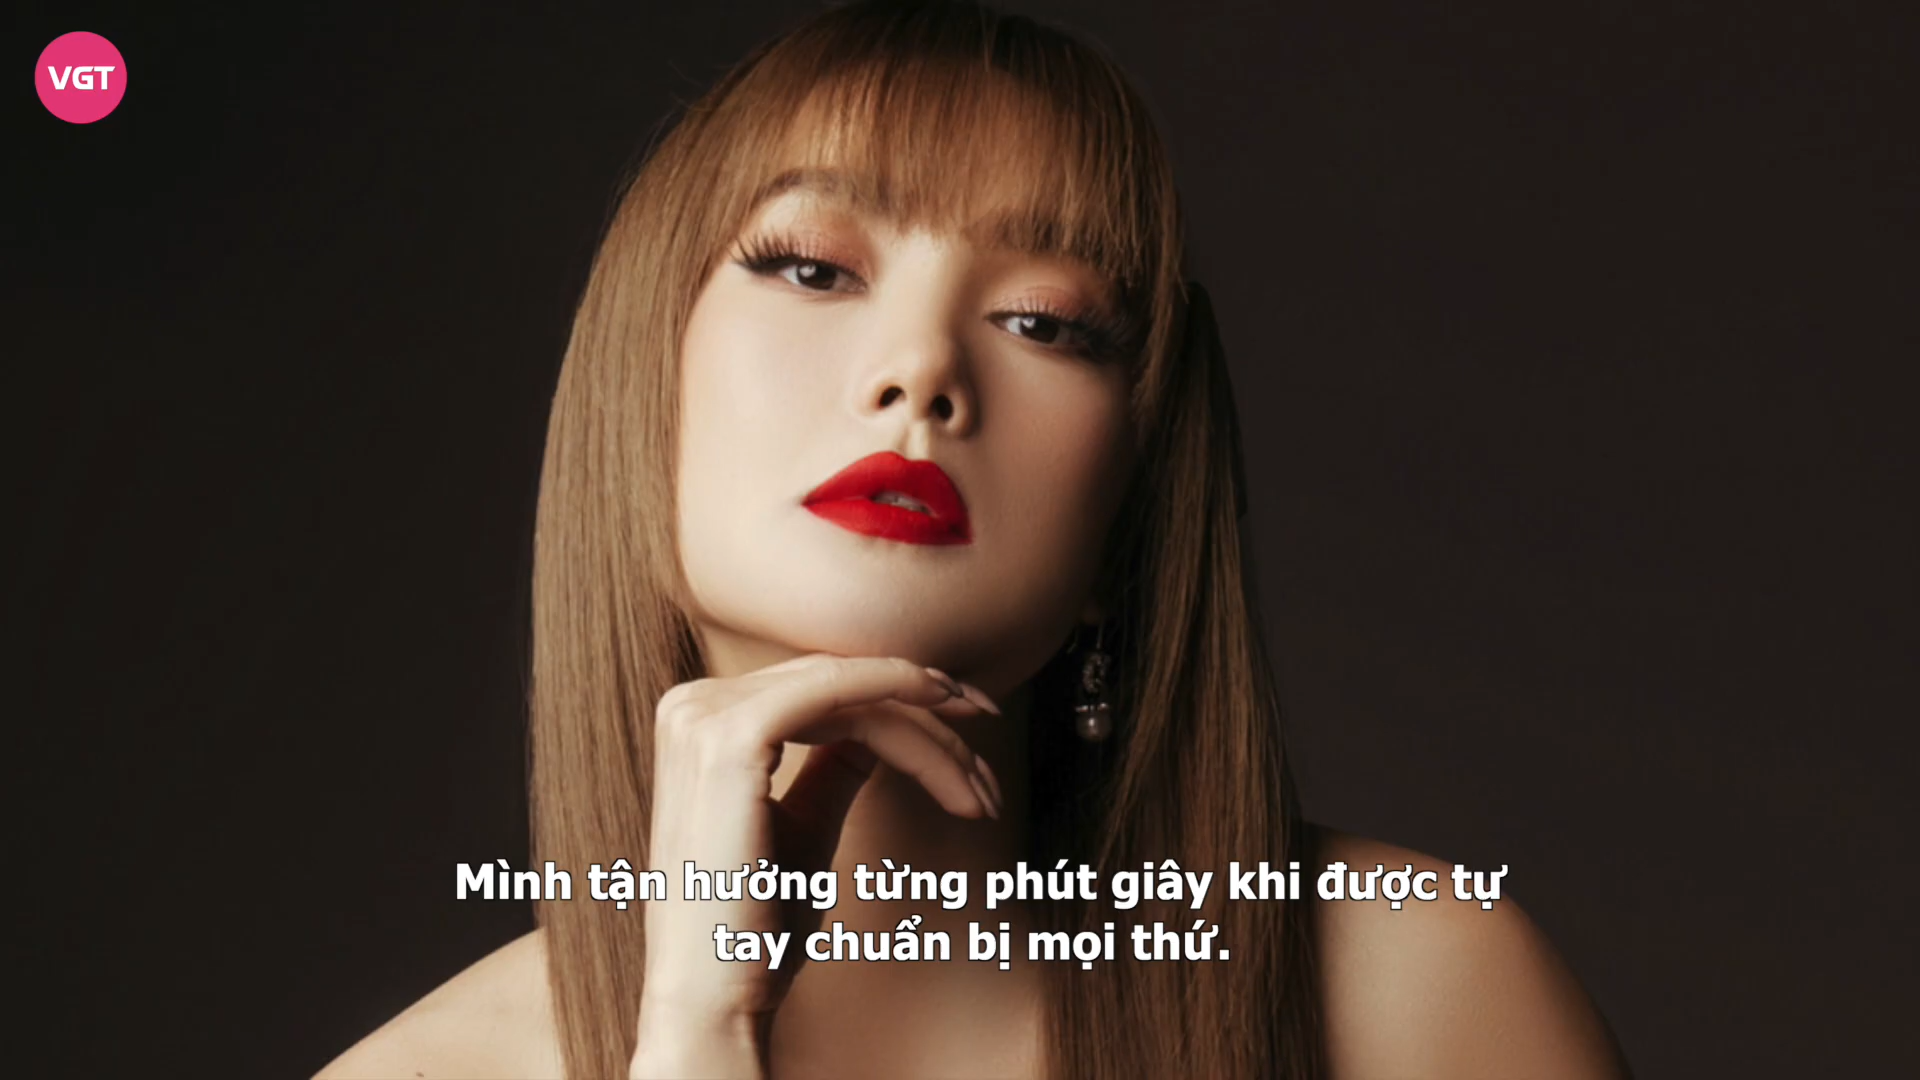 VGT
Mình tận hưởng từng phút giây khi được tự
tay chuẩn bị mọi thứ.